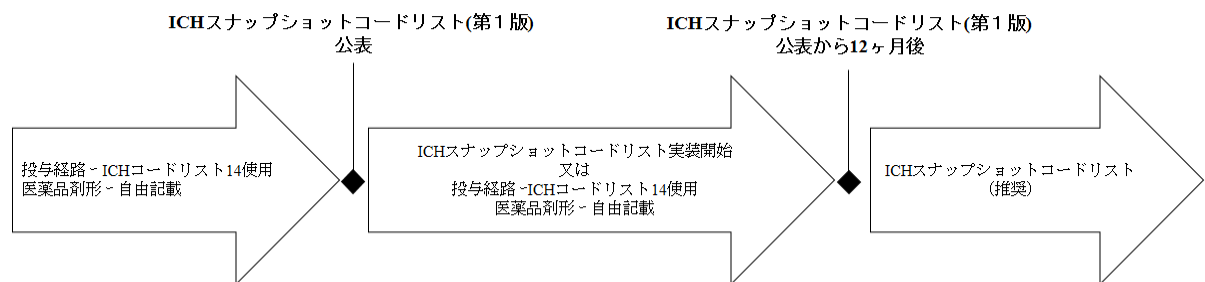 ICHスナップショットコードリスト(第１版)
公表
ICHスナップショットコードリスト(第１版)
公表から12ヶ月後
投与経路～ICHコードリスト14使用
医薬品剤形～自由記載
ICHスナップショットコードリスト実装開始
又は
投与経路～ICHコードリスト14使用
医薬品剤形～自由記載
ICHスナップショットコードリスト
（推奨）